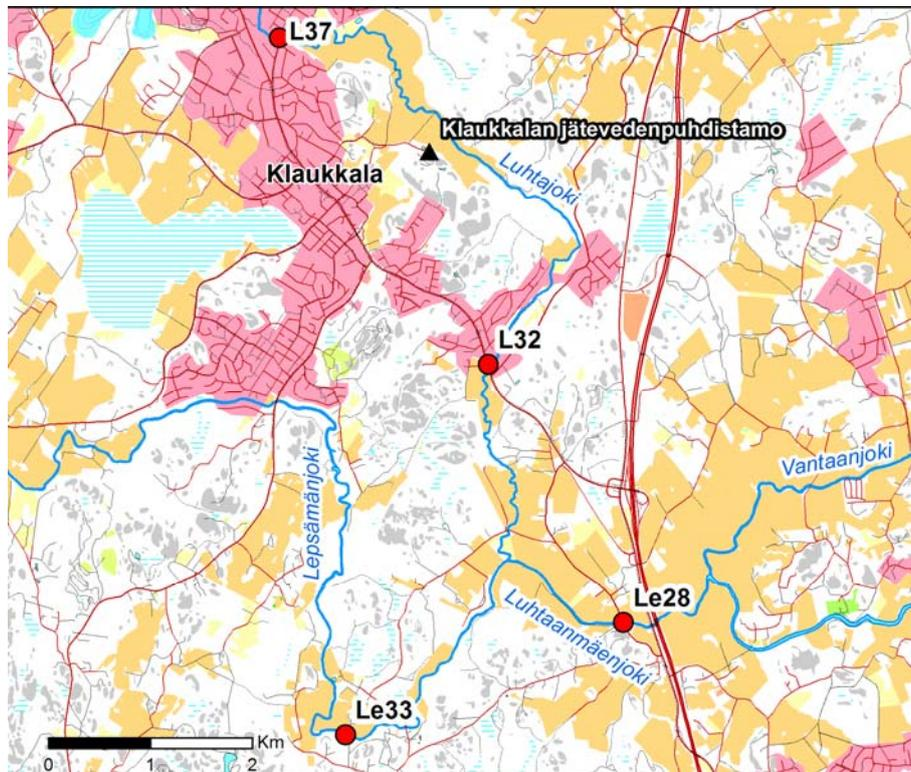 L37
Klaukkalan jätevedenpuhdistamo
Klaukkala
Luhtajoki
L32
Vantaanjoki
Lepsämänjoki
Le28
Luhtaanmäenjoki
Le33
Km
0 1 2